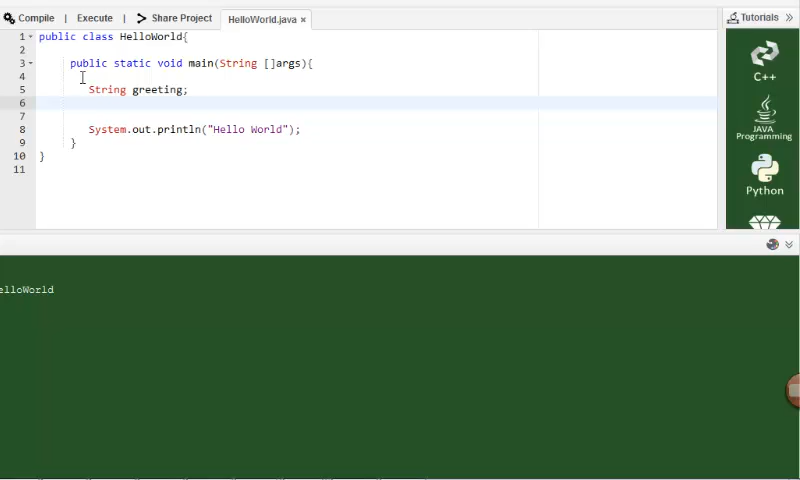 Compile | Execute | Share Project HelloWorld.java × Tutorials
1 public class HelloWorld{
2
3 public static void main(String []args){
4
5 String greeting;
6
7
8 System.out.println("Hello World");
9 }
10 }
11
C++
JAVA
Programming
Python
elloWorld